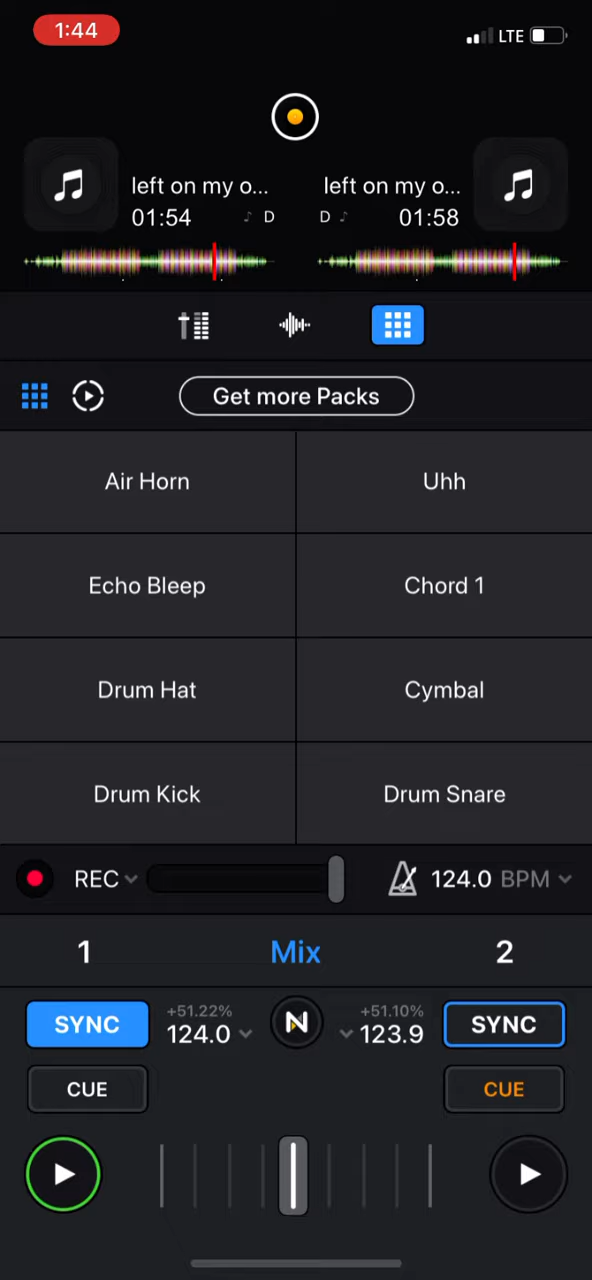 1:44
LTE
left on my o...
01:54
D
left on my o...
D
01:58
Get more Packs
Air Horn
Uhh
Echo Bleep
Chord 1
Drum Hat
Cymbal
Drum Kick
Drum Snare
REC
124.0 BPM
1
Mix
2
SYNC
+51.22%
124.0
N
+51.10%
123.9
SYNC
CUE
CUE